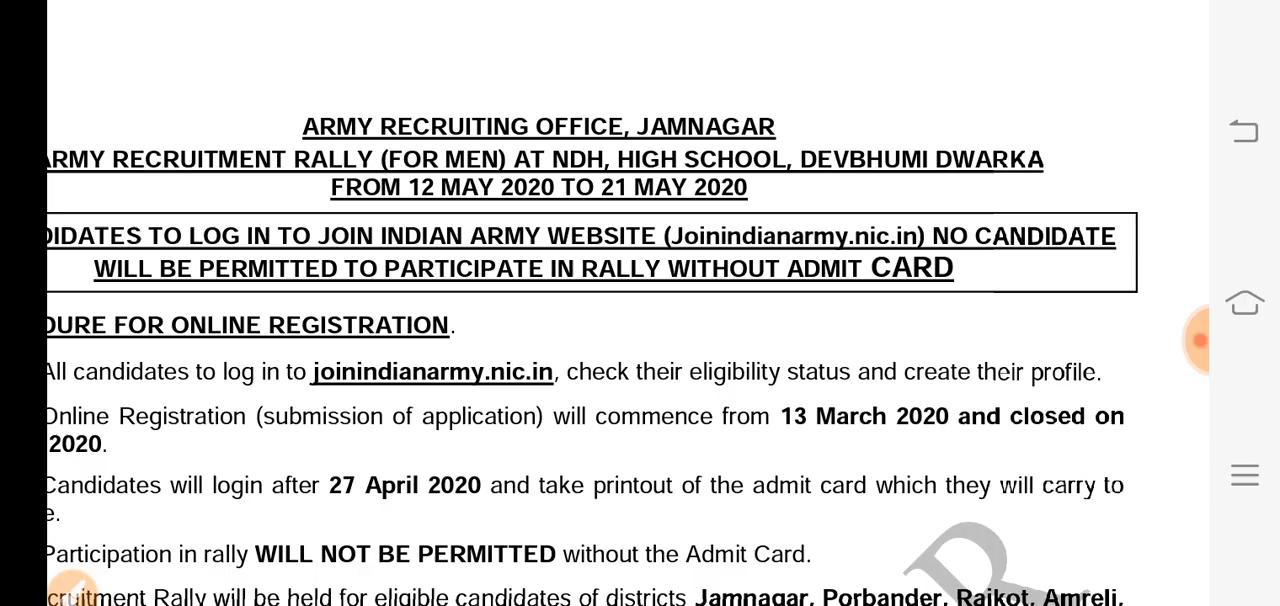 ARMY RECRUITING OFFICE, JAMNAGAR
ARMY RECRUITMENT RALLY (FOR MEN) AT NDH, HIGH SCHOOL, DEVBHUMI DWARKA
FROM 12 MAY 2020 TO 21 MAY 2020
DIDATES TO LOG IN TO JOIN INDIAN ARMY WEBSITE (Joinindianarmy.nic.in) NO CANDIDATE
WILL BE PERMITTED TO PARTICIPATE IN RALLY WITHOUT ADMIT CARD
DURE FOR ONLINE REGISTRATION.
All candidates to log in to joinindianarmy.nic.in, check their eligibility status and create their profile.
Online Registration (submission of application) will commence from 13 March 2020 and closed on
2020.
Candidates will login after 27 April 2020 and take printout of the admit card which they will carry to
e.
Participation in rally WILL NOT BE PERMITTED without the Admit Card.
cruitment Rally will be held for eligible candidates of districts Jamnagar, Porbander, Rajkot, Amreli,
R